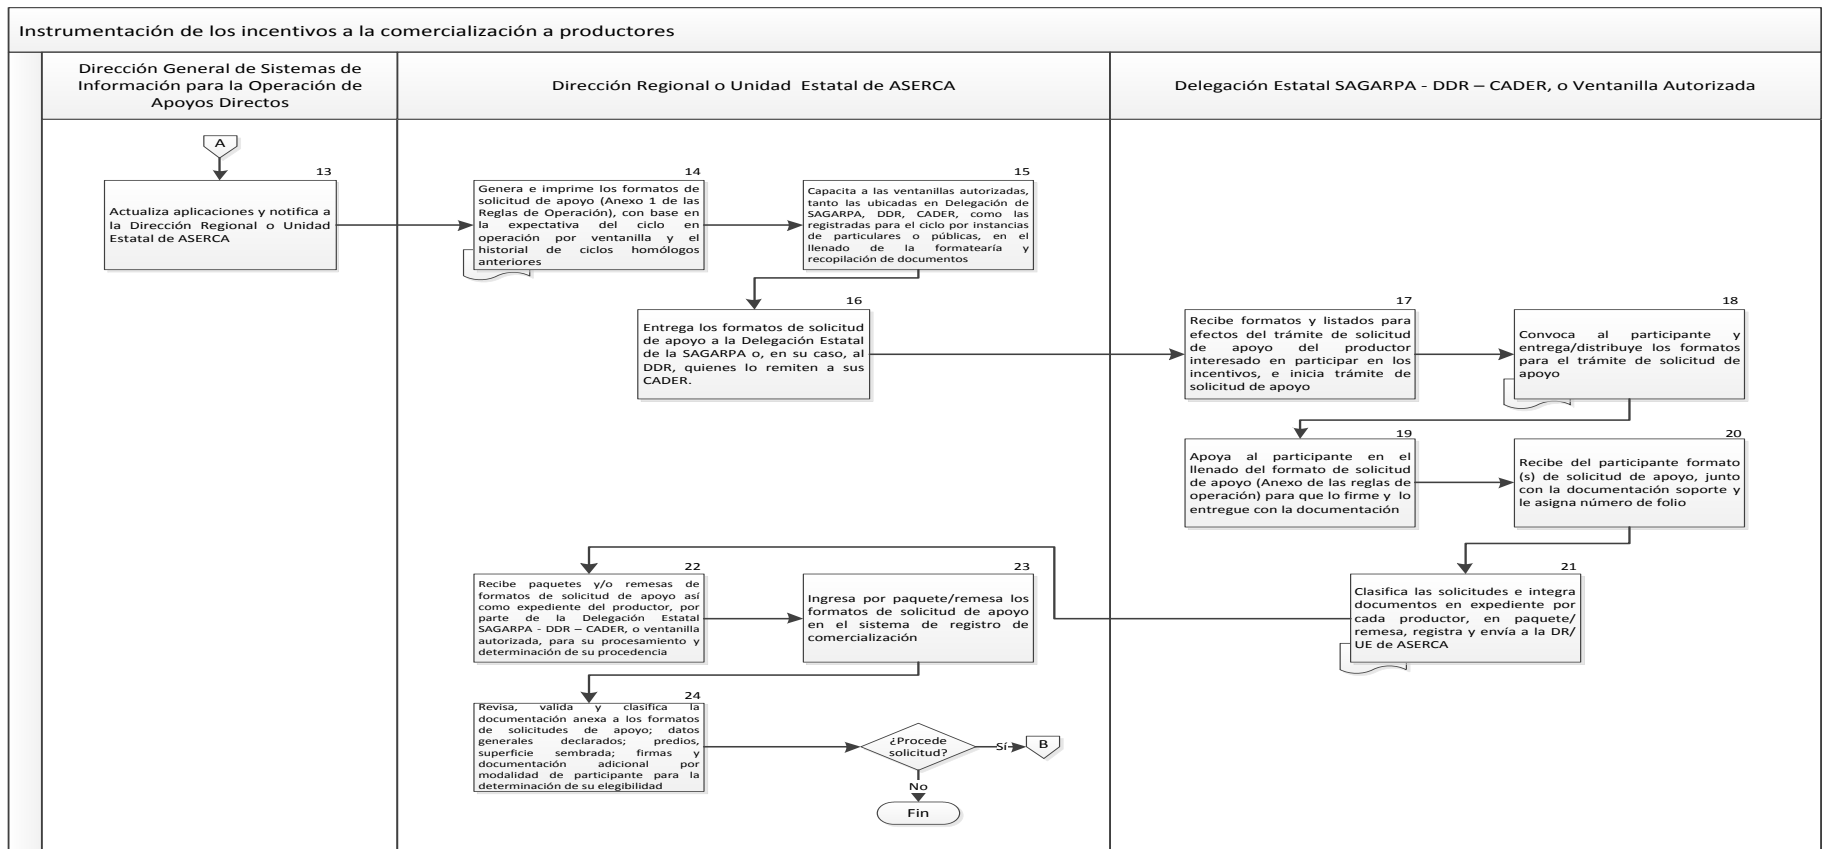 Instrumentación de los incentivos a la comercialización a productores
Dirección General de Sistemas de
Información para la Operación de
Apoyos Directos
Dirección Regional o Unidad Estatal de ASERCA
Delegación Estatal SAGARPA - DDR – CADER, o Ventanilla Autorizada
A
13
Actualiza aplicaciones y notifica a
la Dirección Regional o Unidad
Estatal de ASERCA
14
Genera e imprime los formatos de
solicitud de apoyo (Anexo 1 de las
Reglas de Operación), con base en
la expectativa del ciclo en
operación por ventanilla y el
historial de ciclos homólogos
anteriores
15
Capacita a las ventanillas autorizadas,
tanto las ubicadas en Delegación de
SAGARPA, DDR, CADER, como las
registradas para el ciclo por instancias
de particulares o públicas, en el
llenado de la formatearía y
recopilación de documentos
16
Entrega los formatos de solicitud
de apoyo a la Delegación Estatal
de la SAGARPA o, en su caso, al
DDR, quienes lo remiten a sus
CADER.
17
Recibe formatos y listados para
efectos del trámite de solicitud
de apoyo del productor
interesado en participar en los
incentivos, e inicia trámite de
solicitud de apoyo
18
Convoca al participante y
entrega/distribuye los formatos
para el trámite de solicitud de
apoyo
19
Apoya al participante en el
llenado del formato de solicitud
de apoyo (Anexo de las reglas de
operación) para que lo firme y lo
entregue con la documentación
20
Recibe del participante formato
(s) de solicitud de apoyo, junto
con la documentación soporte y
le asigna número de folio
21
Clasifica las solicitudes e integra
documentos en expediente por
cada productor, en paquete/
remesa, registra y envía a la DR/
UE de ASERCA
22
Recibe paquetes y/o remesas de
formatos de solicitud de apoyo así
como expediente del productor, por
parte de la Delegación Estatal
SAGARPA - DDR – CADER, o ventanilla
autorizada, para su procesamiento y
determinación de su procedencia
23
Ingresa por paquete/remesa los
formatos de solicitud de apoyo
en el sistema de registro de
comercialización
24
Revisa, valida y clasifica la
documentación anexa a los formatos
de solicitudes de apoyo; datos
generales declarados; predios,
superficie sembrada; firmas y
documentación adicional por
modalidad de participante para la
determinación de su elegibilidad
¿Procede
solicitud?
Sí
B
No
Fin